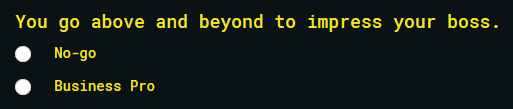 You go above and beyond to impress your boss.
No-go
Business Pro